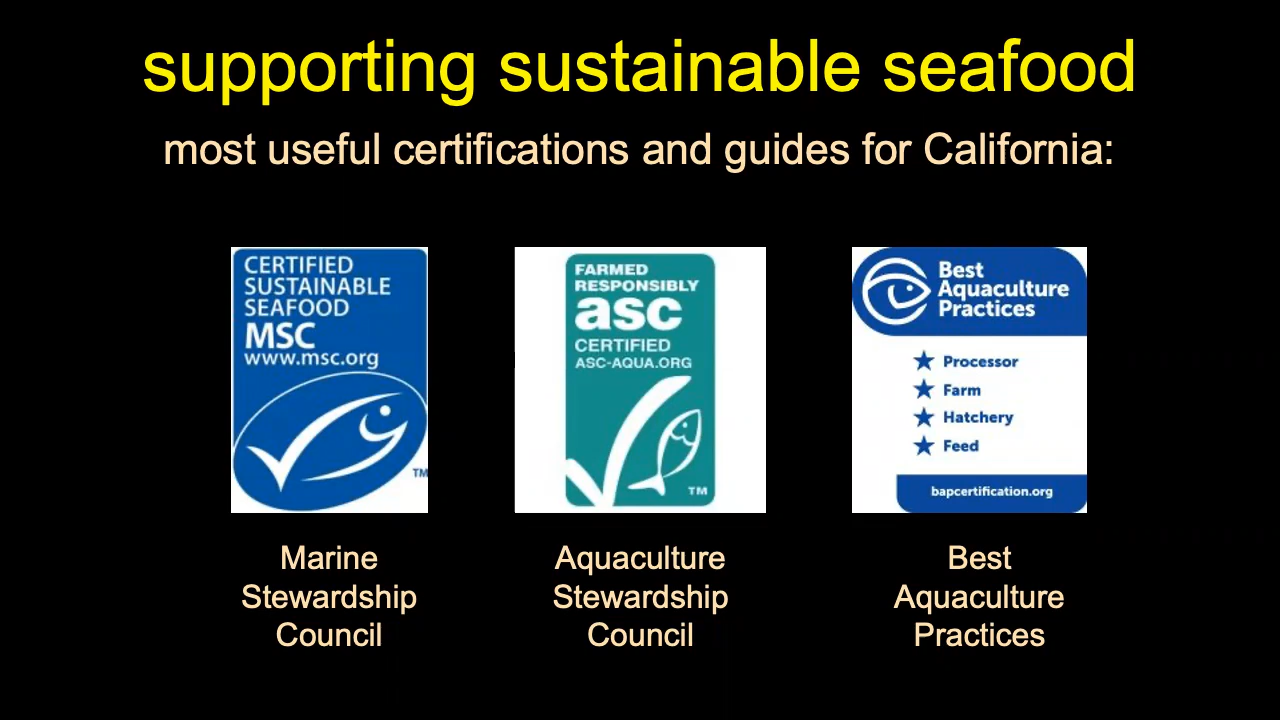 supporting sustainable seafood
most useful certifications and guides for California:
CERTIFIED
SUSTAINABLE
SEAFOOD
MSC
www.msc.org
TM
FARMED
RESPONSIBLY
asc
CERTIFIED
ASC-AQUA.ORG
TM
Best
Aquaculture
Practices
Processor
Farm
Hatchery
Feed
bapcertification.org
Marine
Stewardship
Council
Aquaculture
Stewardship
Council
Best
Aquaculture
Practices